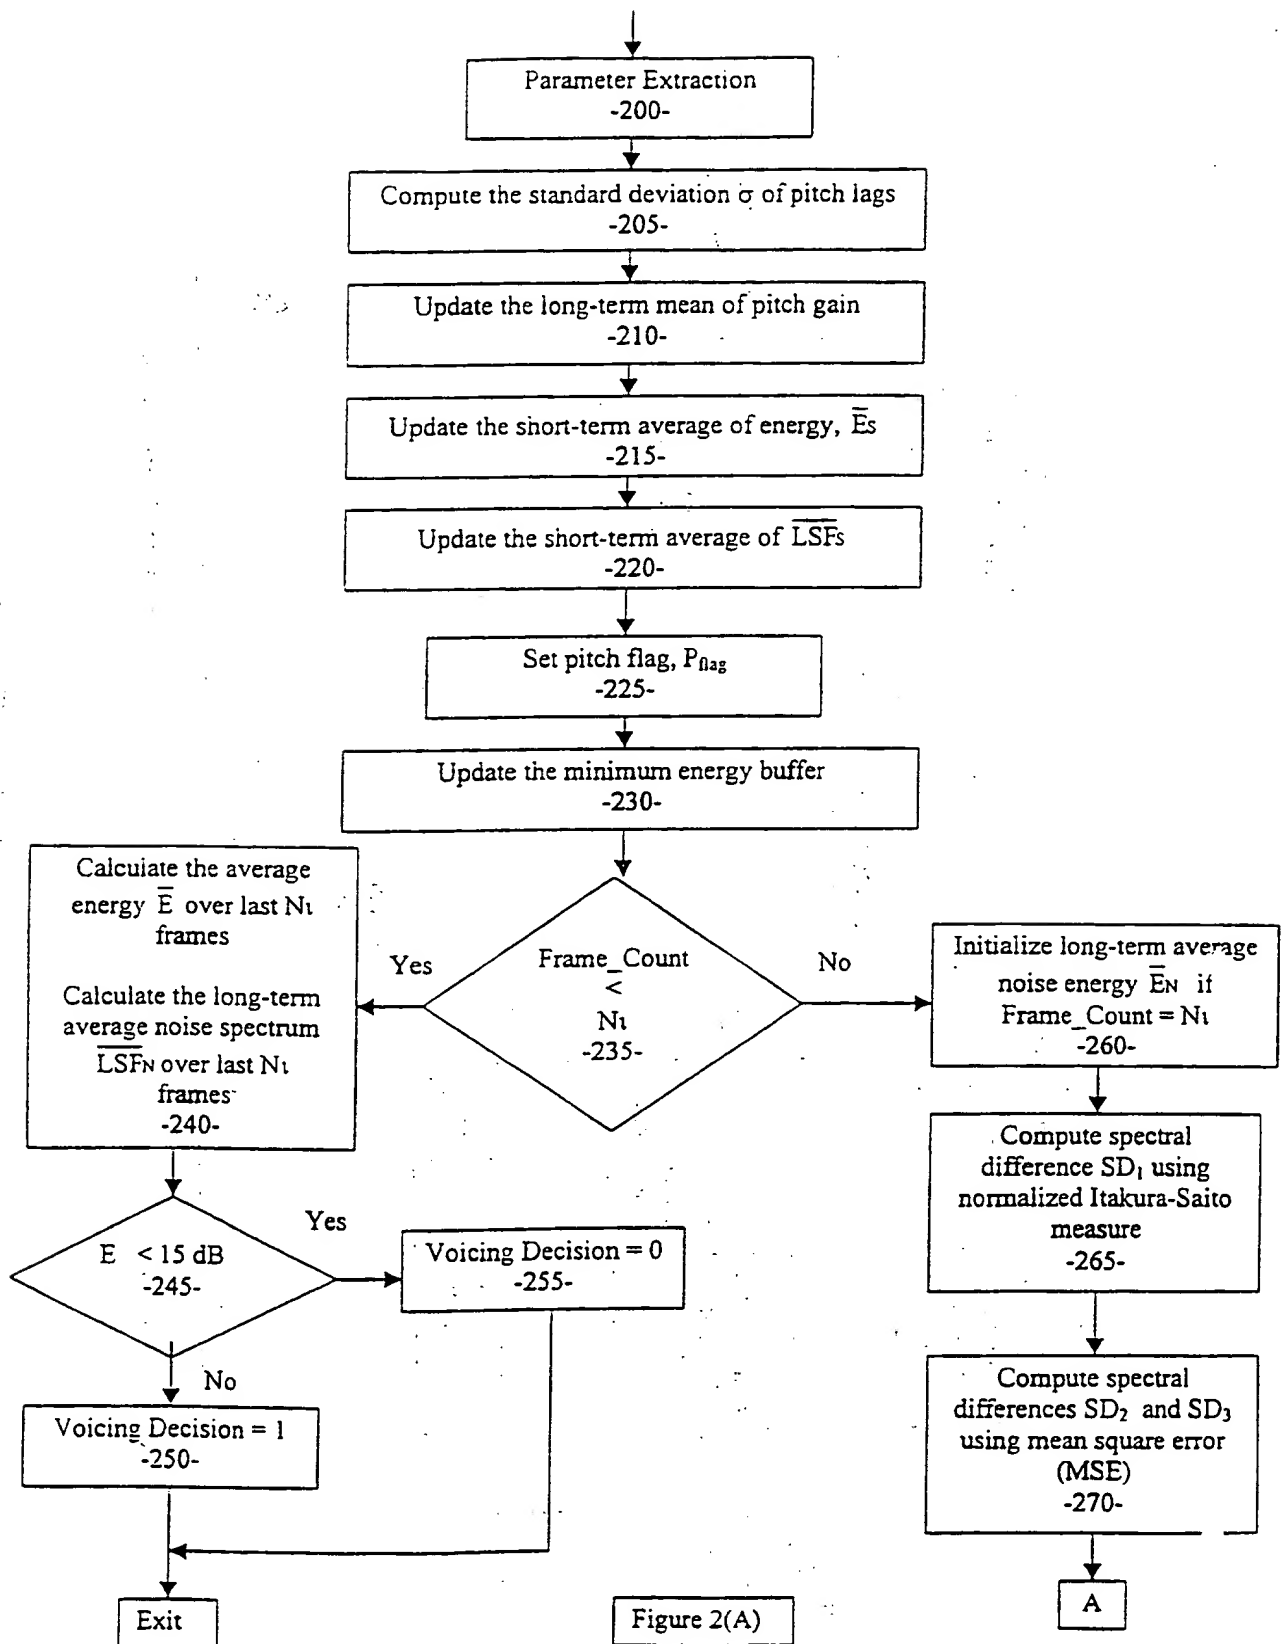 Parameter Extraction
-200-
Compute the standard deviation σ of pitch lags
-205-
Update the long-term mean of pitch gain
-210-
Update the short-term average of energy, E̅s
-215-
Update the short-term average of L̅S̅F̅s
-220-
Set pitch flag, Pflag
-225-
Update the minimum energy buffer
-230-
Calculate the average
energy E̅ over last N1
frames
Calculate the long-term
average noise spectrum
L̅S̅F̅N over last N1
frames
-240-
Yes
Frame_Count
<
N1
-235-
No
Initialize long-term average
noise energy E̅N if
Frame_Count = N1
-260-
Compute spectral
difference SD1 using
normalized Itakura-Saito
measure
-265-
E < 15 dB
-245-
Yes
Voicing Decision = 0
-255-
No
Voicing Decision = 1
-250-
Compute spectral
differences SD2 and SD3
using mean square error
(MSE)
-270-
Exit
Figure 2(A)
A